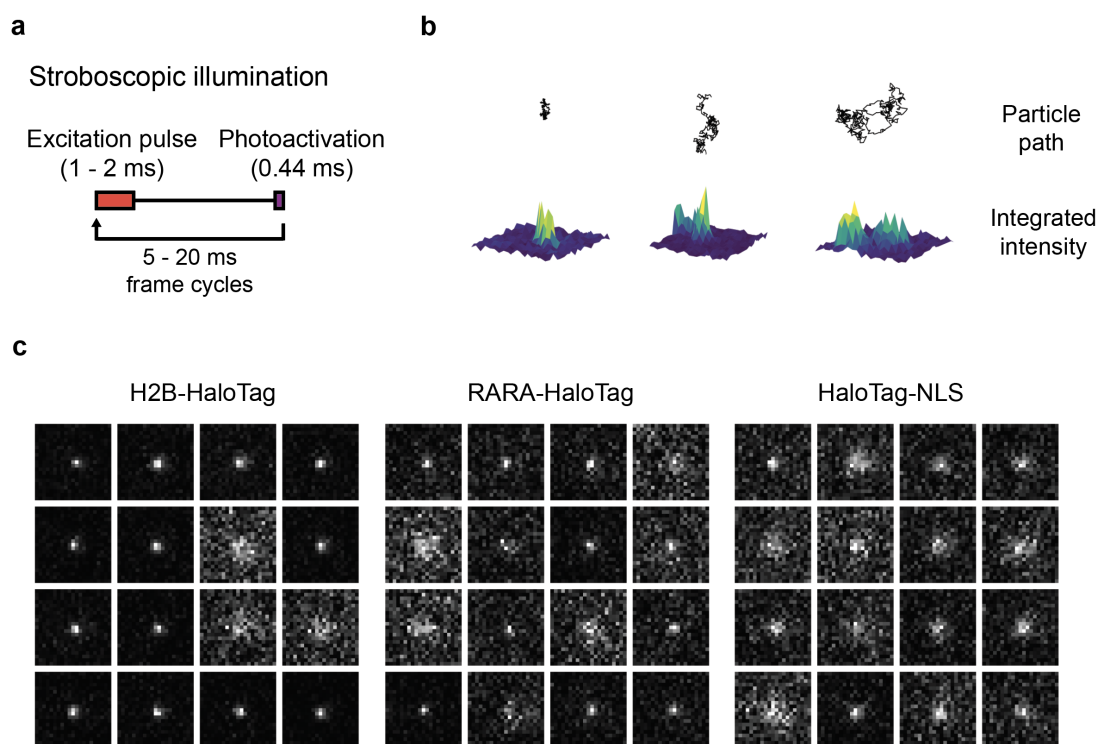 a
Stroboscopic illumination
Excitation pulse
(1 - 2 ms)
Photoactivation
(0.44 ms)
5 - 20 ms
frame cycles
b
Particle
path
Integrated
intensity
c
H2B-HaloTag
RARA-HaloTag
HaloTag-NLS